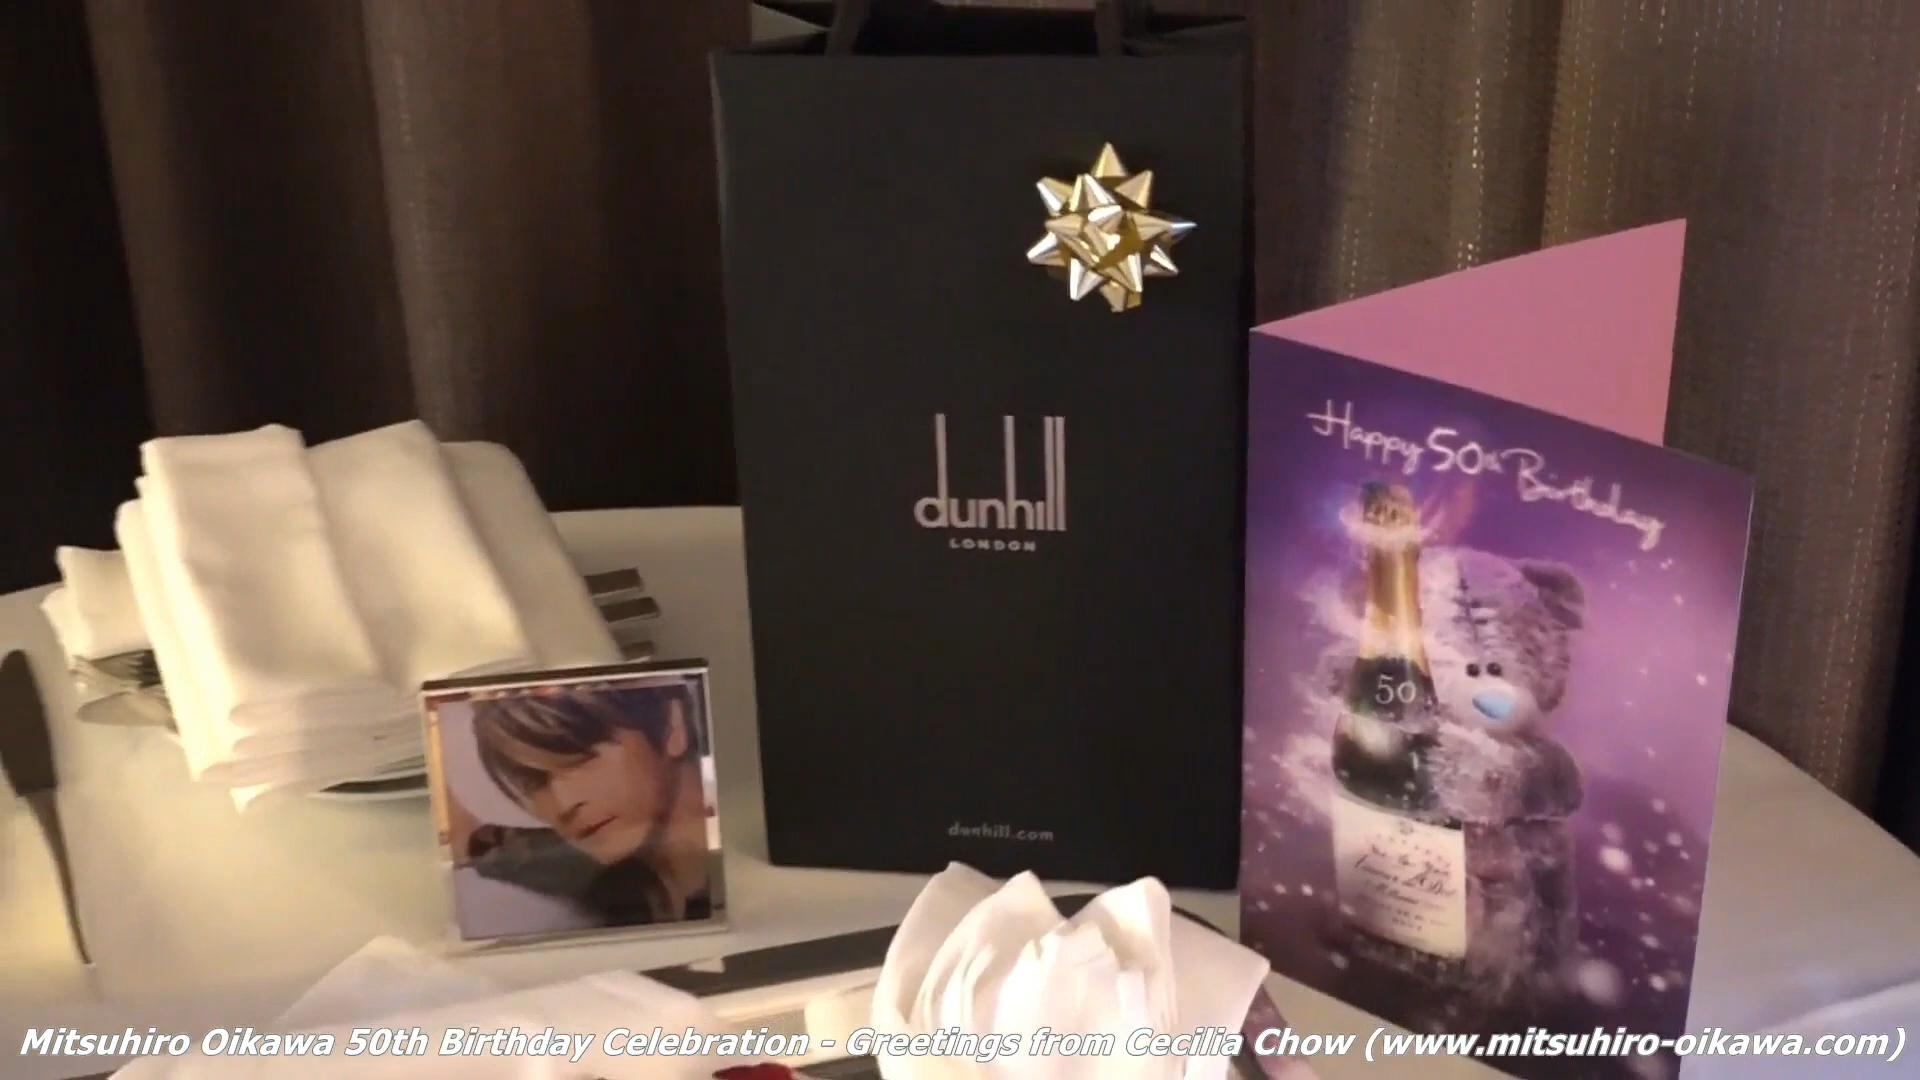 dunhill
LONDON
dunhill.com
Happy 50th Birthday
50
Mitsuhiro Oikawa 50th Birthday Celebration - Greetings from Cecilia Chow (www.mitsuhiro-oikawa.com)